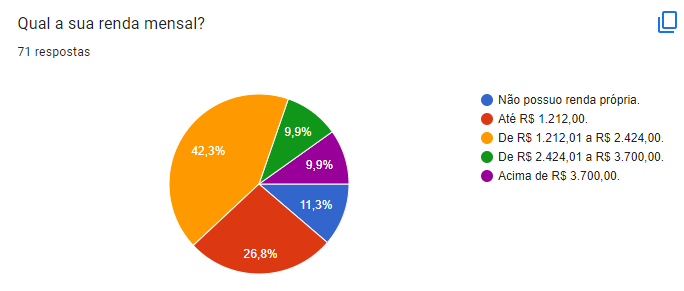 Qual a sua renda mensal?
71 respostas
Não possuo renda própria.
Até R$ 1.212,00.
De R$ 1.212,01 a R$ 2.424,00.
De R$ 2.424,01 a R$ 3.700,00.
Acima de R$ 3.700,00.
9,9%
42,3%
9,9%
11,3%
26,8%